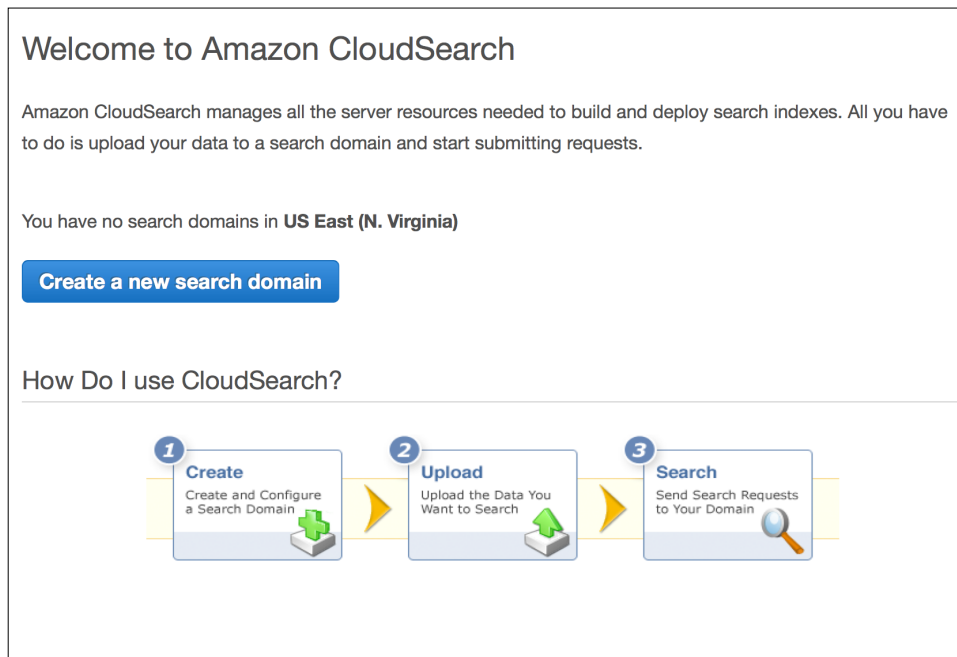 Welcome to Amazon CloudSearch
Amazon CloudSearch manages all the server resources needed to build and deploy search indexes. All you have
to do is upload your data to a search domain and start submitting requests.
You have no search domains in US East (N. Virginia)
Create a new search domain
How Do I use CloudSearch?
1
Create
Create and Configure
a Search Domain
2
Upload
Upload the Data You
Want to Search
3
Search
Send Search Requests
to Your Domain